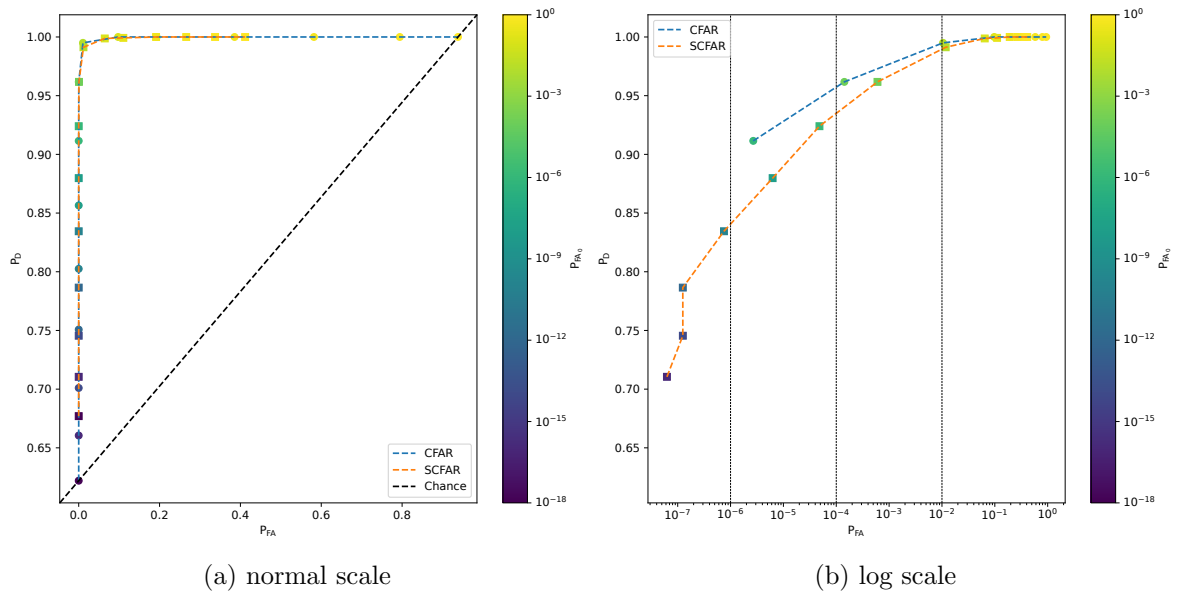 1.00
0.95
0.90
0.85
0.80
0.75
0.70
0.65
P_D
0.0 0.2 0.4 0.6 0.8
P_FA
CFAR
SCFAR
Chance
10^0
10^-3
10^-6
10^-9
10^-12
10^-15
10^-18
P_FA_0
(a) normal scale
CFAR
SCFAR
1.00
0.95
0.90
0.85
0.80
0.75
0.70
0.65
P_D
10^-7 10^-6 10^-5 10^-4 10^-3 10^-2 10^-1 10^0
P_FA
10^0
10^-3
10^-6
10^-9
10^-12
10^-15
10^-18
P_FA_0
(b) log scale